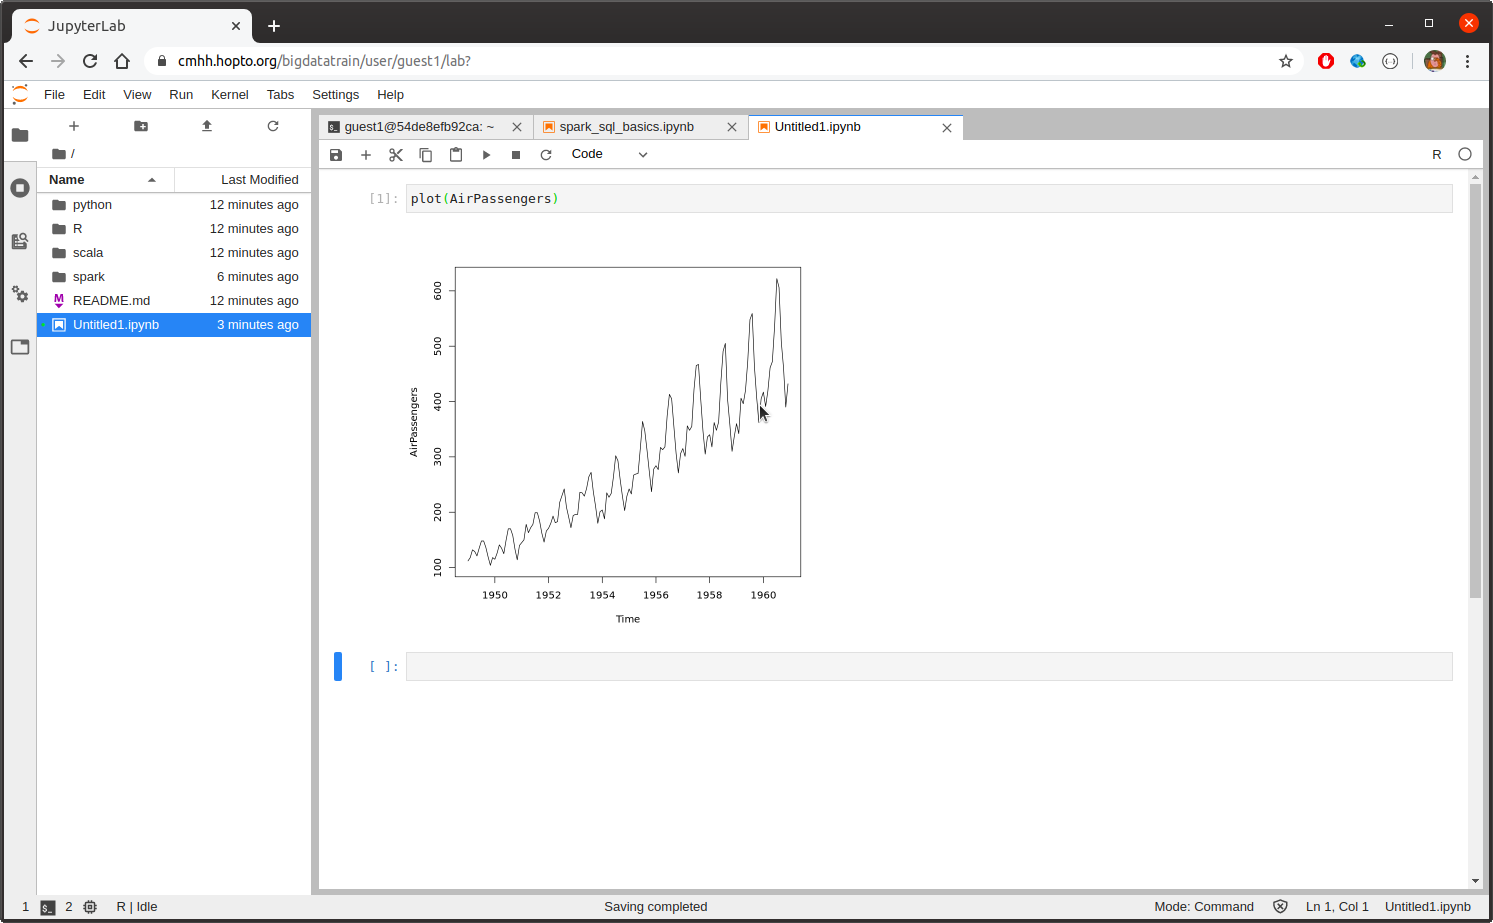 JupyterLab
cmhh.hopto.org/bigdatatrain/user/guest1/lab?
File Edit View Run Kernel Tabs Settings Help
guest1@54de8efb92ca: ~ spark_sql_basics.ipynb Untitled1.ipynb
/
Code R
Name Last Modified
python 12 minutes ago
R 12 minutes ago
scala 12 minutes ago
spark 6 minutes ago
README.md 12 minutes ago
Untitled1.ipynb 3 minutes ago
[1]: plot(AirPassengers)
AirPassengers
600
500
400
300
200
100
1950 1952 1954 1956 1958 1960
Time
[ ]:
1 $_ 2 R | Idle Saving completed Mode: Command Ln 1, Col 1 Untitled1.ipynb